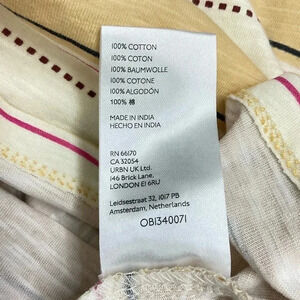 100% COTTON
100% COTON
100% BAUMWOLLE
100% COTONE
100% ALGODÓN
100% 棉
MADE IN INDIA
HECHO EN INDIA
RN 66170
CA 32054
URBN UK Ltd.
146 Brick Lane,
LONDON E1 6RU
Leidsestraat 32, 1017 PB
Amsterdam, Netherlands
OB1340071